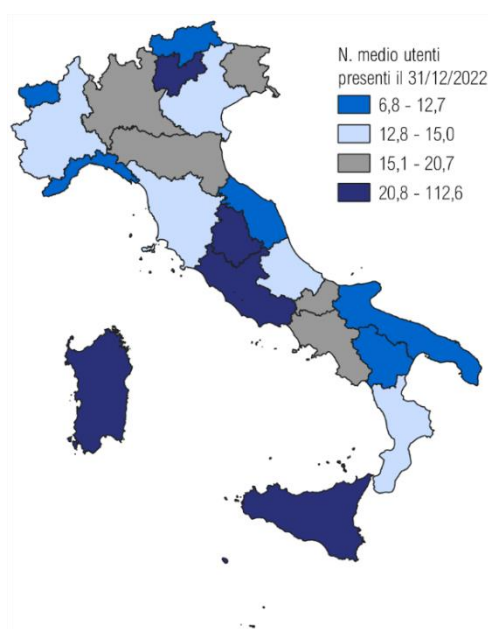 N. medio utenti
presenti il 31/12/2022
6,8 - 12,7
12,8 - 15,0
15,1 - 20,7
20,8 - 112,6